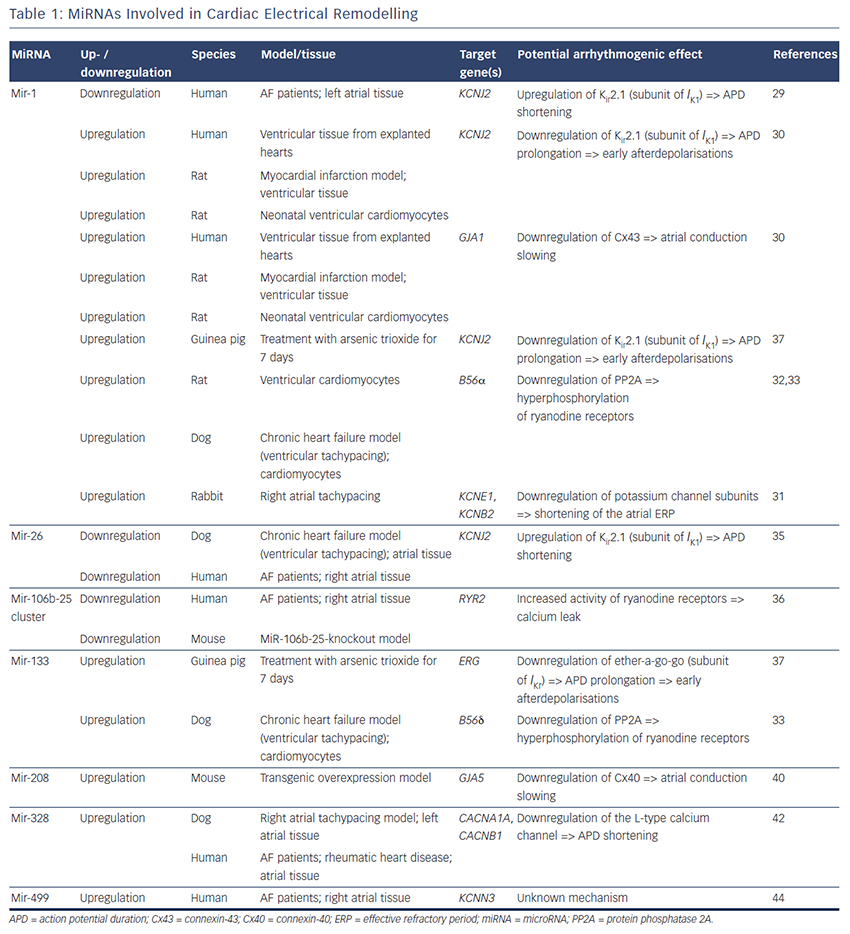 Table 1: MiRNAs Involved in Cardiac Electrical Remodelling
MiRNA Up- / downregulation Species Model/tissue Target gene(s) Potential arrhythmogenic effect References
Mir-1 Downregulation Human AF patients; left atrial tissue KCNJ2 Upregulation of Kir2.1 (subunit of IK1) => APD 29
shortening
Upregulation Human Ventricular tissue from explanted KCNJ2 Downregulation of Kir2.1 (subunit of IK1) => APD 30
hearts prolongation => early afterdepolarisations
Upregulation Rat Myocardial infarction model;
ventricular tissue
Upregulation Rat Neonatal ventricular cardiomyocytes
Upregulation Human Ventricular tissue from explanted GJA1 Downregulation of Cx43 => atrial conduction 30
hearts slowing
Upregulation Rat Myocardial infarction model;
ventricular tissue
Upregulation Rat Neonatal ventricular cardiomyocytes
Upregulation Guinea pig Treatment with arsenic trioxide for KCNJ2 Downregulation of Kir2.1 (subunit of IK1) => APD 37
7 days prolongation => early afterdepolarisations
Upregulation Rat Ventricular cardiomyocytes B56α Downregulation of PP2A => 32,33
hyperphosphorylation
of ryanodine receptors
Upregulation Dog Chronic heart failure model
(ventricular tachypacing);
cardiomyocytes
Upregulation Rabbit Right atrial tachypacing KCNE1, Downregulation of potassium channel subunits 31
KCNB2 => shortening of the atrial ERP
Mir-26 Downregulation Dog Chronic heart failure model KCNJ2 Upregulation of Kir2.1 (subunit of IK1) => APD 35
(ventricular tachypacing); atrial tissue shortening
Downregulation Human AF patients; right atrial tissue
Mir-106b-25 Downregulation Human AF patients; right atrial tissue RYR2 Increased activity of ryanodine receptors => 36
cluster calcium leak
Downregulation Mouse MiR-106b-25-knockout model
Mir-133 Upregulation Guinea pig Treatment with arsenic trioxide for ERG Downregulation of ether-a-go-go (subunit 37
7 days of IKr) => APD prolongation => early
afterdepolarisations
Upregulation Dog Chronic heart failure model B56δ Downregulation of PP2A => 33
(ventricular tachypacing); hyperphosphorylation of ryanodine receptors
cardiomyocytes
Mir-208 Upregulation Mouse Transgenic overexpression model GJA5 Downregulation of Cx40 => atrial conduction 40
slowing
Mir-328 Upregulation Dog Right atrial tachypacing model; left CACNA1A, Downregulation of the L-type calcium 42
atrial tissue CACNB1 channel => APD shortening
Human AF patients; rheumatic heart disease;
atrial tissue
Mir-499 Upregulation Human AF patients; right atrial tissue KCNN3 Unknown mechanism 44
APD = action potential duration; Cx43 = connexin-43; Cx40 = connexin-40; ERP = effective refractory period; miRNA = microRNA; PP2A = protein phosphatase 2A.